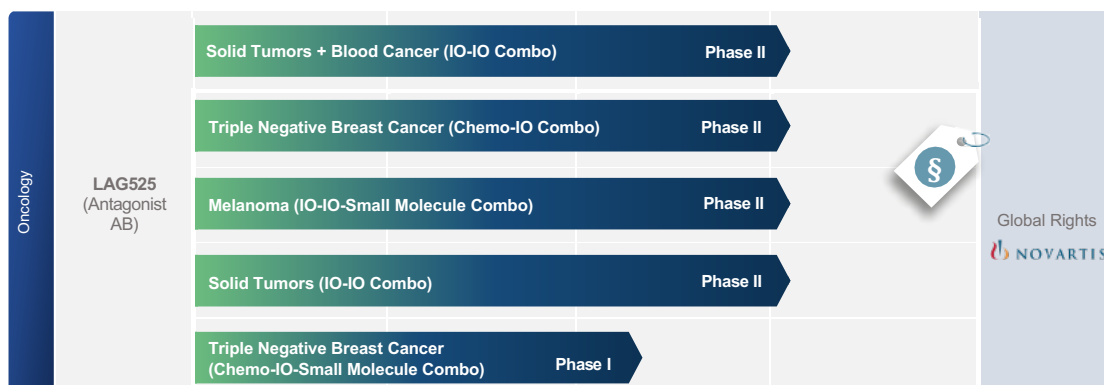 Oncology
LAG525
(Antagonist
AB)
Solid Tumors + Blood Cancer (IO-IO Combo)
Phase II
Triple Negative Breast Cancer (Chemo-IO Combo)
Phase II
Melanoma (IO-IO-Small Molecule Combo)
Phase II
Solid Tumors (IO-IO Combo)
Phase II
Triple Negative Breast Cancer
(Chemo-IO-Small Molecule Combo)
Phase I
§
Global Rights
NOVARTIS